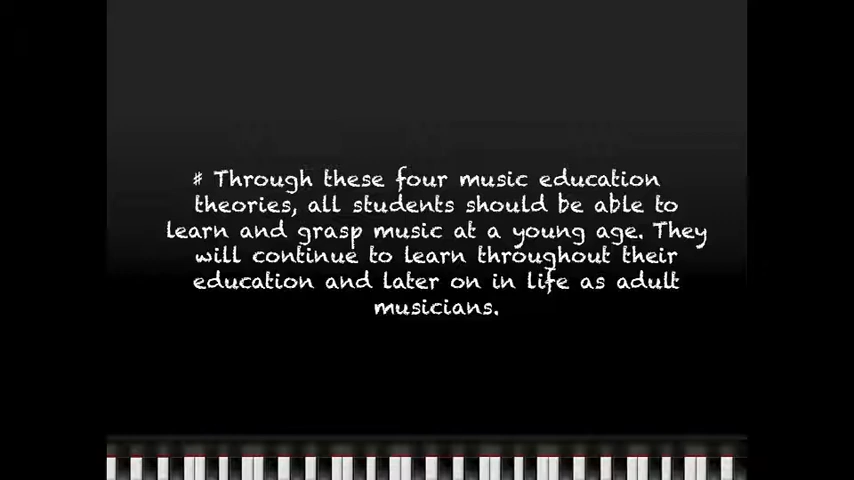 ♯ Through these four music education
theories, all students should be able to
learn and grasp music at a young age. They
will continue to learn throughout their
education and later on in life as adult
musicians.